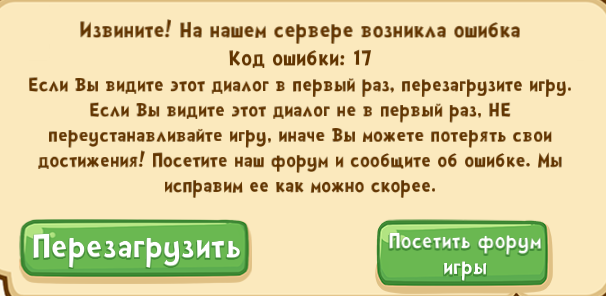 Извините! На нашем сервере возникла ошибка
Код ошибки: 17
Если Вы видите этот диалог в первый раз, перезагрузите игру.
Если Вы видите этот диалог не в первый раз, НЕ
переустанавливайте игру, иначе Вы можете потерять свои
достижения! Посетите наш форум и сообщите об ошибке. Мы
исправим ее как можно скорее.
Перезагрузить
Посетить форум
игры